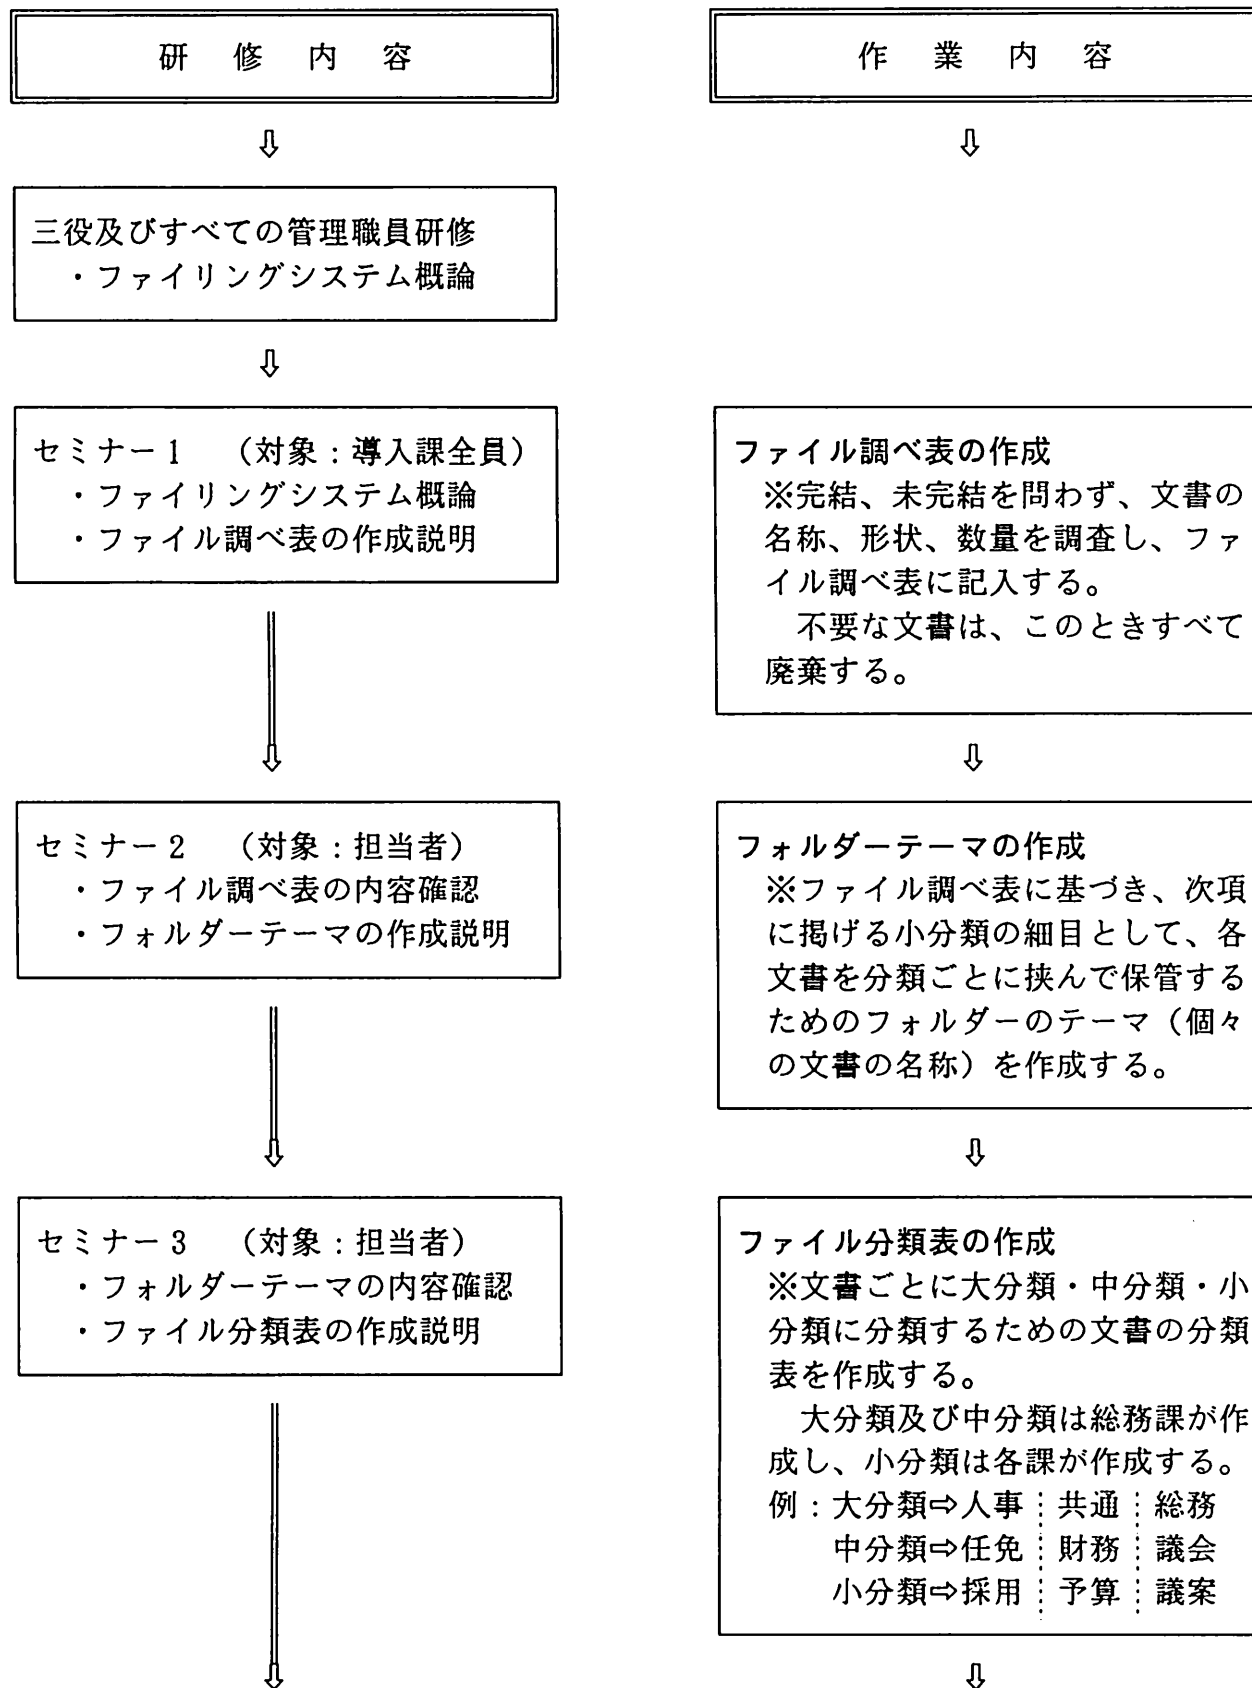 研修内容
三役及びすべての管理職員研修
・ファイリングシステム概論
セミナー1　（対象：導入課全員）
・ファイリングシステム概論
・ファイル調べ表の作成説明
セミナー2　（対象：担当者）
・ファイル調べ表の内容確認
・フォルダーテーマの作成説明
セミナー3　（対象：担当者）
・フォルダーテーマの内容確認
・ファイル分類表の作成説明
作業内容
ファイル調べ表の作成
※完結、未完結を問わず、文書の
名称、形状、数量を調査し、ファ
イル調べ表に記入する。
不要な文書は、このときすべて
廃棄する。
フォルダーテーマの作成
※ファイル調べ表に基づき、次項
に掲げる小分類の細目として、各
文書を分類ごとに挟んで保管する
ためのフォルダーのテーマ（個々
の文書の名称）を作成する。
ファイル分類表の作成
※文書ごとに大分類・中分類・小
分類に分類するための文書の分類
表を作成する。
大分類及び中分類は総務課が作
成し、小分類は各課が作成する。
例：大分類⇨人事 共通 総務
中分類⇨任免 財務 議会
小分類⇨採用 予算 議案